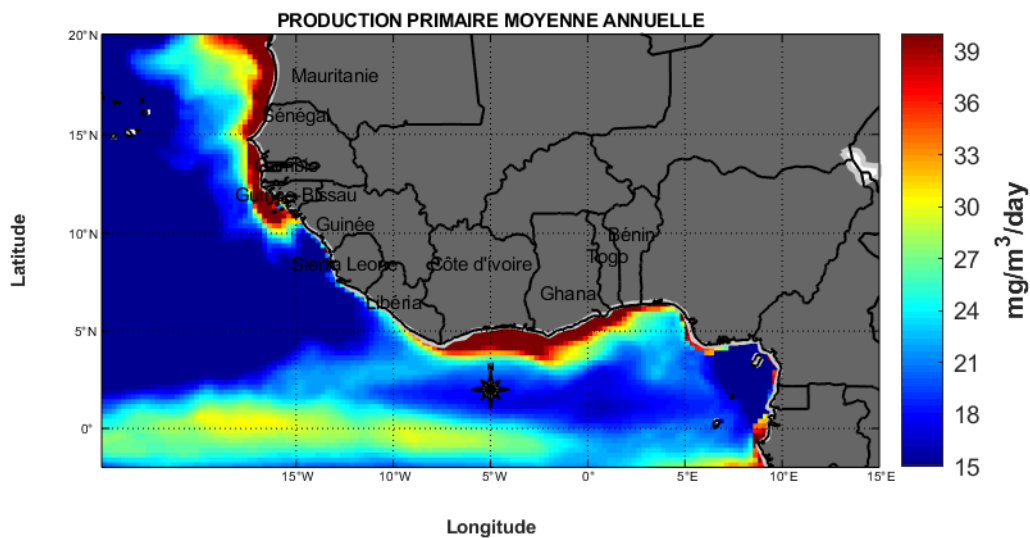 PRODUCTION PRIMAIRE MOYENNE ANNUELLE
20°N
Mauritanie
Sénégal
15°N
Gambie
Guinée-Bissau
Guinée
10°N
Sierra Leone
Côte d'ivoire
Bénin
Togo
Libéria
Ghana
5°N
N
0°
15°W
10°W
5°W
0°
5°E
10°E
15°E
Latitude
Longitude
39
36
33
30
27
24
21
18
15
mg/m³/day